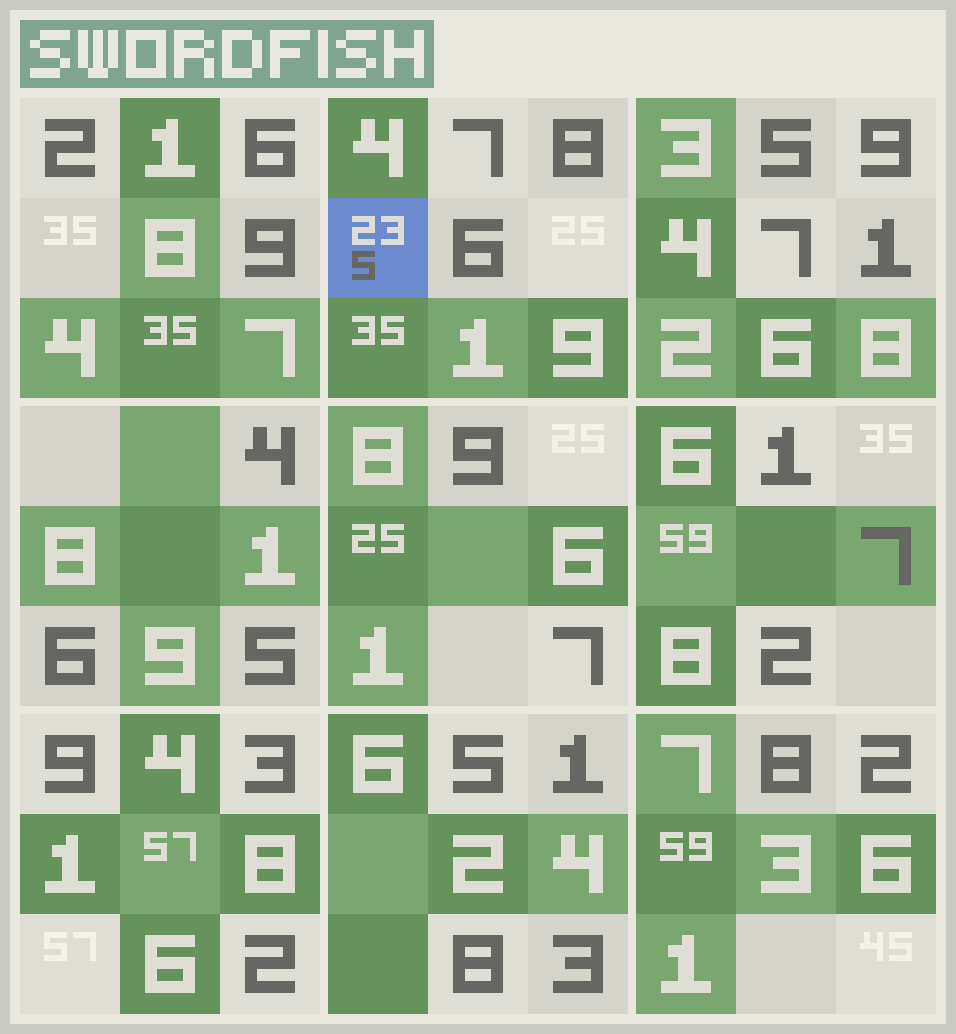 SWORDFISH
2 1 6 4 7 8 3 5 9
35 8 9 23 6 25 4 7 1
5
4 35 7 35 1 9 2 6 8
4 8 9 25 6 1 35
8 1 25 6 59 7
6 9 5 1 7 8 2
9 4 3 6 5 1 7 8 2
1 57 8 2 4 59 3 6
57 6 2 8 3 1 45